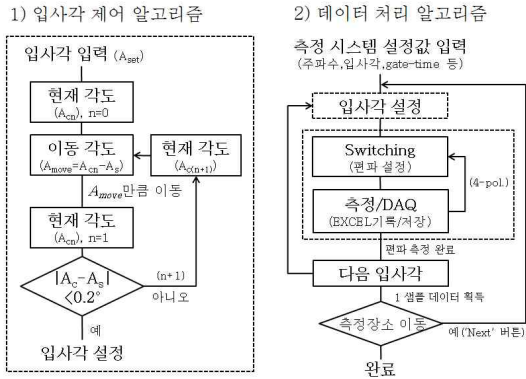 1) 입사각 제어 알고리즘
입사각 입력 (Aset)
현재 각도
(Acn), n=0
이동 각도
(Amove=Acn-As)
현재 각도
(Ac(n+1))
Amove만큼 이동
현재 각도
(Acn), n=1
|Ac-As|
<0.2°
(n+1)
아니오
예
입사각 설정
2) 데이터 처리 알고리즘
측정 시스템 설정값 입력
(주파수,입사각,gate-time 등)
입사각 설정
Switching
(편파 설정)
(4-pol.)
측정/DAQ
(EXCEL기록/저장)
편파 측정 완료
다음 입사각
1 샘플 데이터 획득
측정장소 이동
예('Next' 버튼)
완료